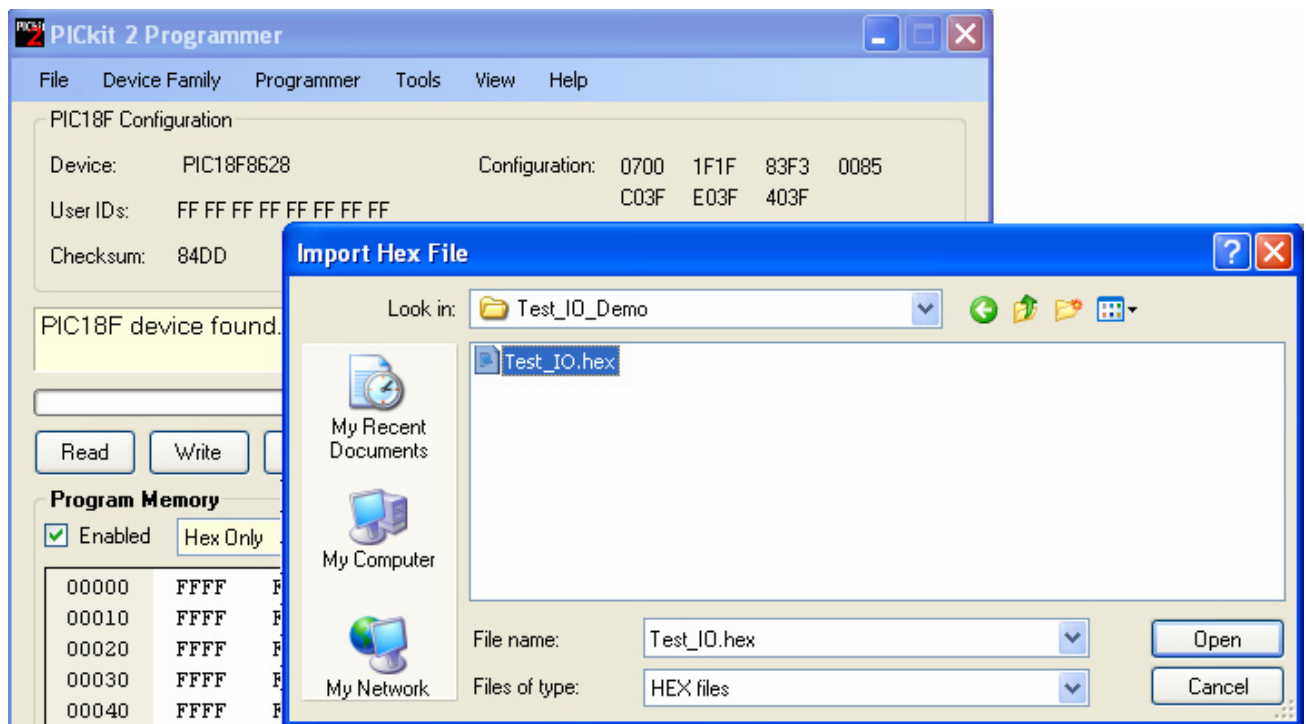 PICkit 2 Programmer
File Device Family Programmer Tools View Help
PIC18F Configuration
Device: PIC18F8628 Configuration: 0700 1F1F 83F3 0085
C03F E03F 403F
User IDs: FF FF FF FF FF FF FF FF
Checksum: 84DD
PIC18F device found.
Read Write
Program Memory
Enabled Hex Only
00000 FFFF
00010 FFFF
00020 FFFF
00030 FFFF
00040 FFFF
Import Hex File
Look in: Test_IO_Demo
Test_IO.hex
My Recent
Documents
My Computer
My Network
File name: Test_IO.hex Open
Files of type: HEX files Cancel